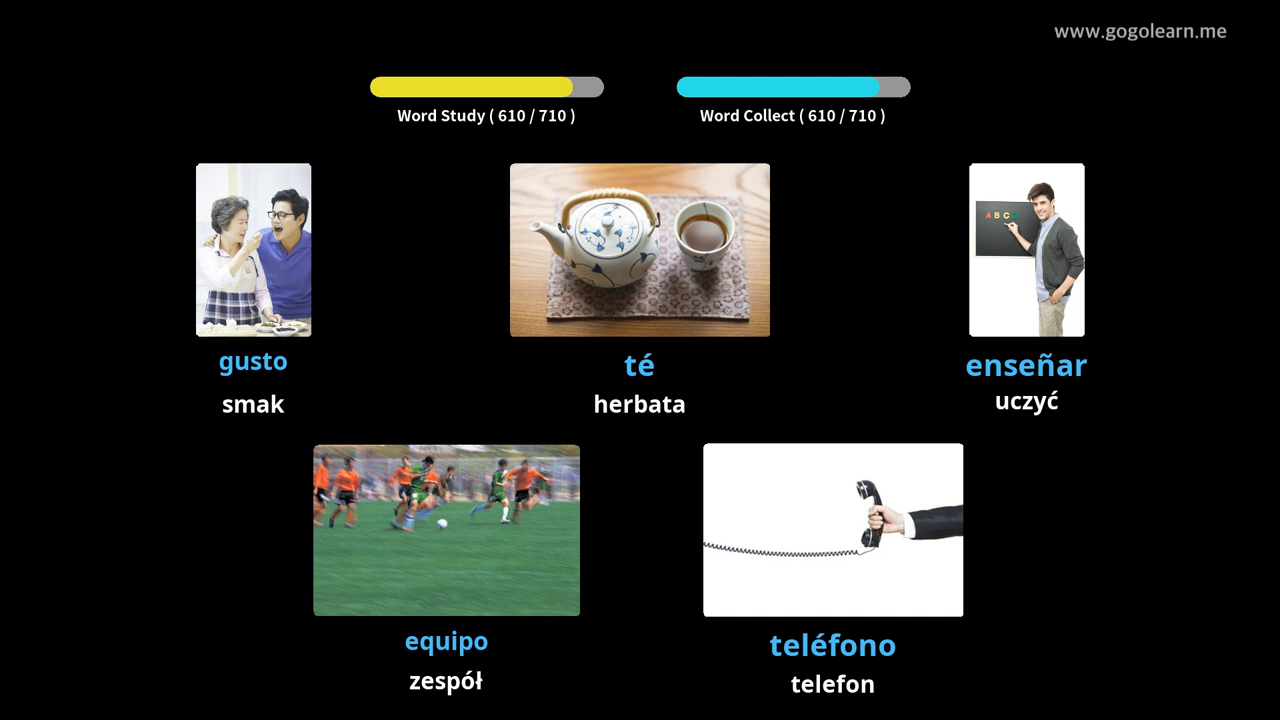 www.gogolearn.me
Word Study ( 610 / 710 )
Word Collect ( 610 / 710 )
gusto
smak
té
herbata
enseñar
uczyć
equipo
zespół
teléfono
telefon